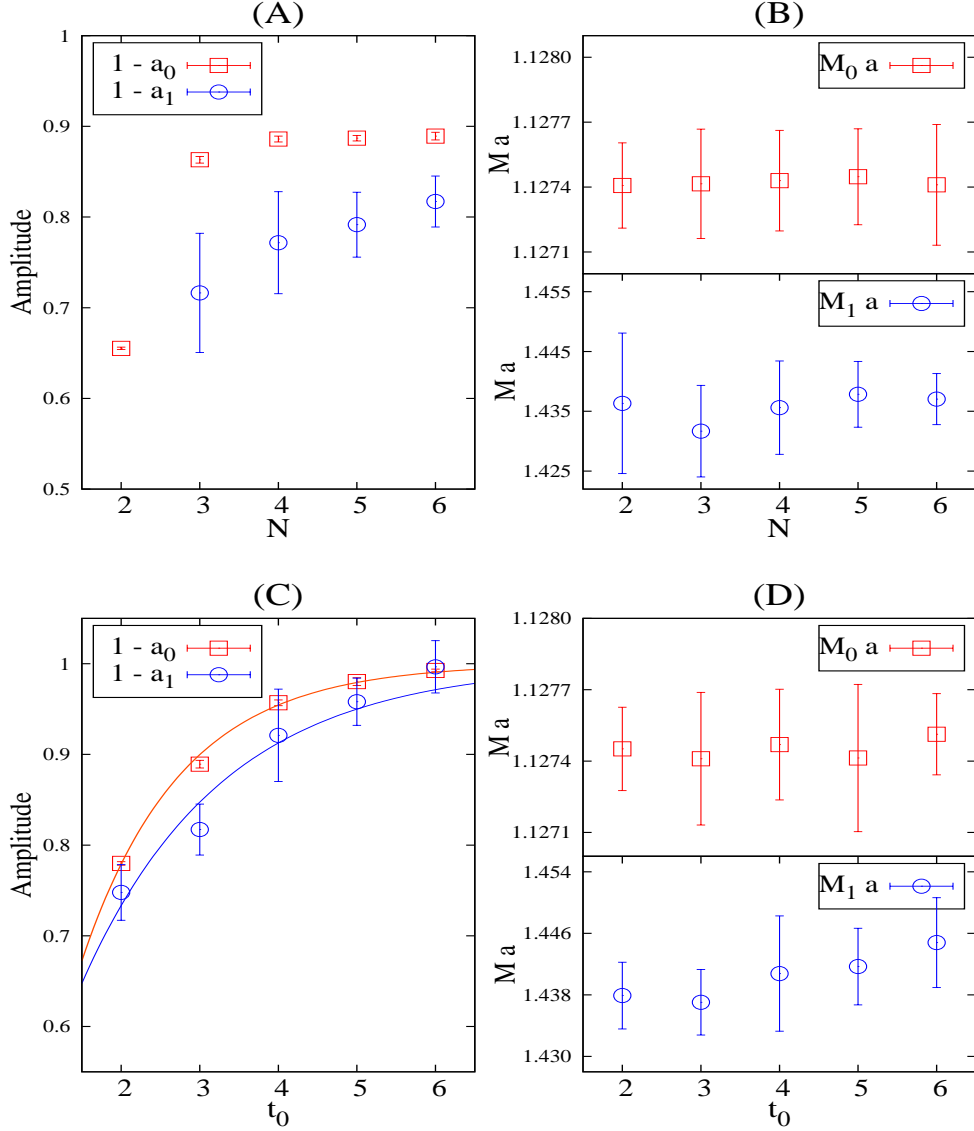 (A)
1 - a0
1 - a1
Amplitude
1
0.9
0.8
0.7
0.6
0.5
2 3 4 5 6
N
(B)
M0 a
M a
1.1280
1.1277
1.1274
1.1271
M1 a
M a
1.455
1.445
1.435
1.425
2 3 4 5 6
N
(C)
1 - a0
1 - a1
Amplitude
1
0.9
0.8
0.7
0.6
2 3 4 5 6
t0
(D)
M0 a
M a
1.1280
1.1277
1.1274
1.1271
M1 a
M a
1.454
1.446
1.438
1.430
2 3 4 5 6
t0